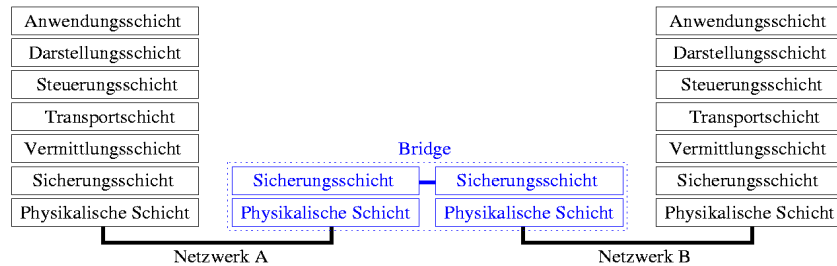 Anwendungsschicht
Darstellungsschicht
Steuerungsschicht
Transportschicht
Vermittlungsschicht
Sicherungsschicht
Physikalische Schicht
Netzwerk A
Bridge
Sicherungsschicht
Physikalische Schicht
Sicherungsschicht
Physikalische Schicht
Anwendungsschicht
Darstellungsschicht
Steuerungsschicht
Transportschicht
Vermittlungsschicht
Sicherungsschicht
Physikalische Schicht
Netzwerk B